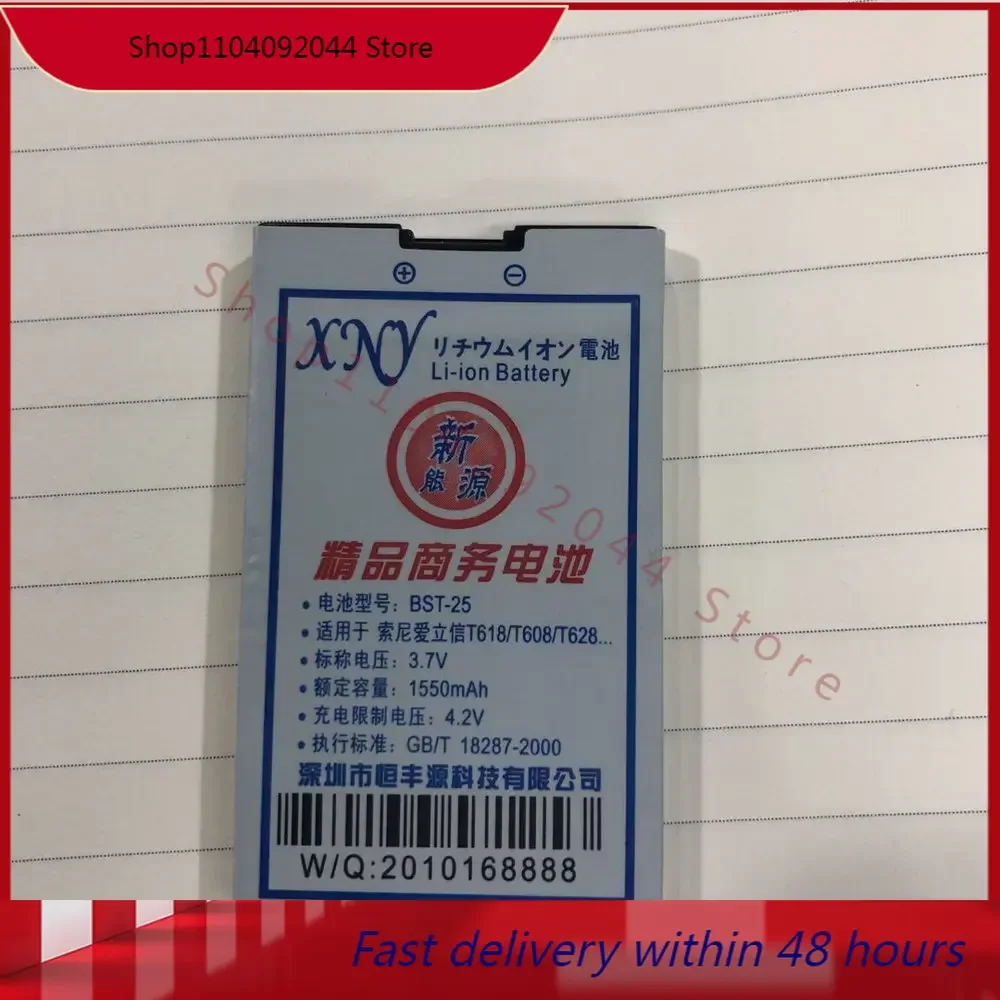 Shop1104092044 Store
XNY リチウムイオン電池
Li-ion Battery
新
能源
精品商务电池
• 电池型号: BST-25
• 适用于 索尼爱立信T618/T608/T628...
• 标称电压: 3.7V
• 额定容量: 1550mAh
• 充电限制电压: 4.2V
• 执行标准: GB/T 18287-2000
深圳市恒丰源科技有限公司
W/Q:2010168888
Shop1104092044 Store
Fast delivery within 48 hours